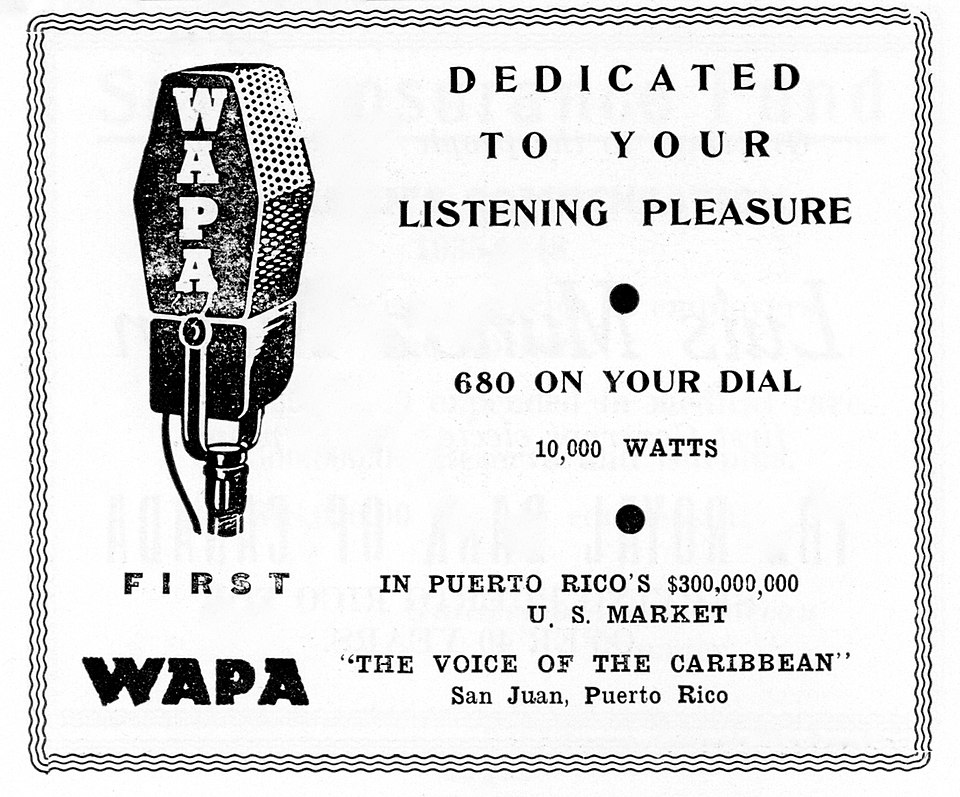 WAPA
DEDICATED
TO YOUR
LISTENING PLEASURE
680 ON YOUR DIAL
10,000 WATTS
FIRST IN PUERTO RICO'S $300,000,000
U. S. MARKET
WAPA "THE VOICE OF THE CARIBBEAN"
San Juan, Puerto Rico